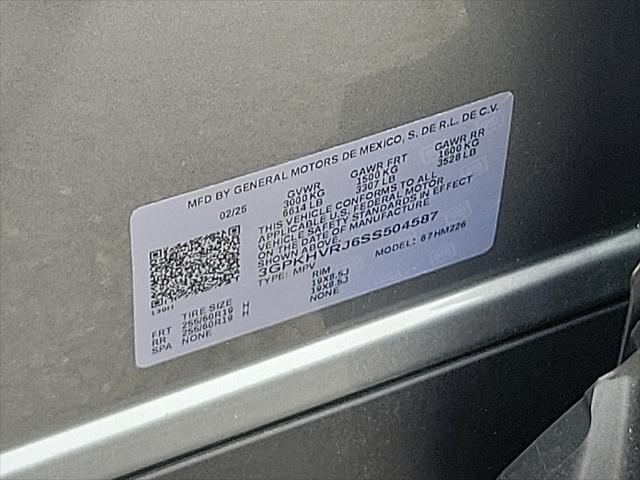 MFD BY GENERAL MOTORS DE MEXICO, S. DE R.L. DE C.V.
02/25 GVWR GAWR FRT GAWR RR
3000 KG 1500 KG 1600 KG
6614 LB 3307 LB 3528 LB
THIS VEHICLE CONFORMS TO ALL
APPLICABLE U.S. FEDERAL MOTOR
VEHICLE SAFETY STANDARDS IN EFFECT
ON THE DATE OF MANUFACTURE
SHOWN ABOVE.
3GPKHVRJ6SS504587
TYPE: MPV MODEL: 67HM226
TIRE SIZE RIM
FRT 255/60R19 H 19X8.5J
RR 255/60R19 H 19X8.5J
SPA NONE NONE